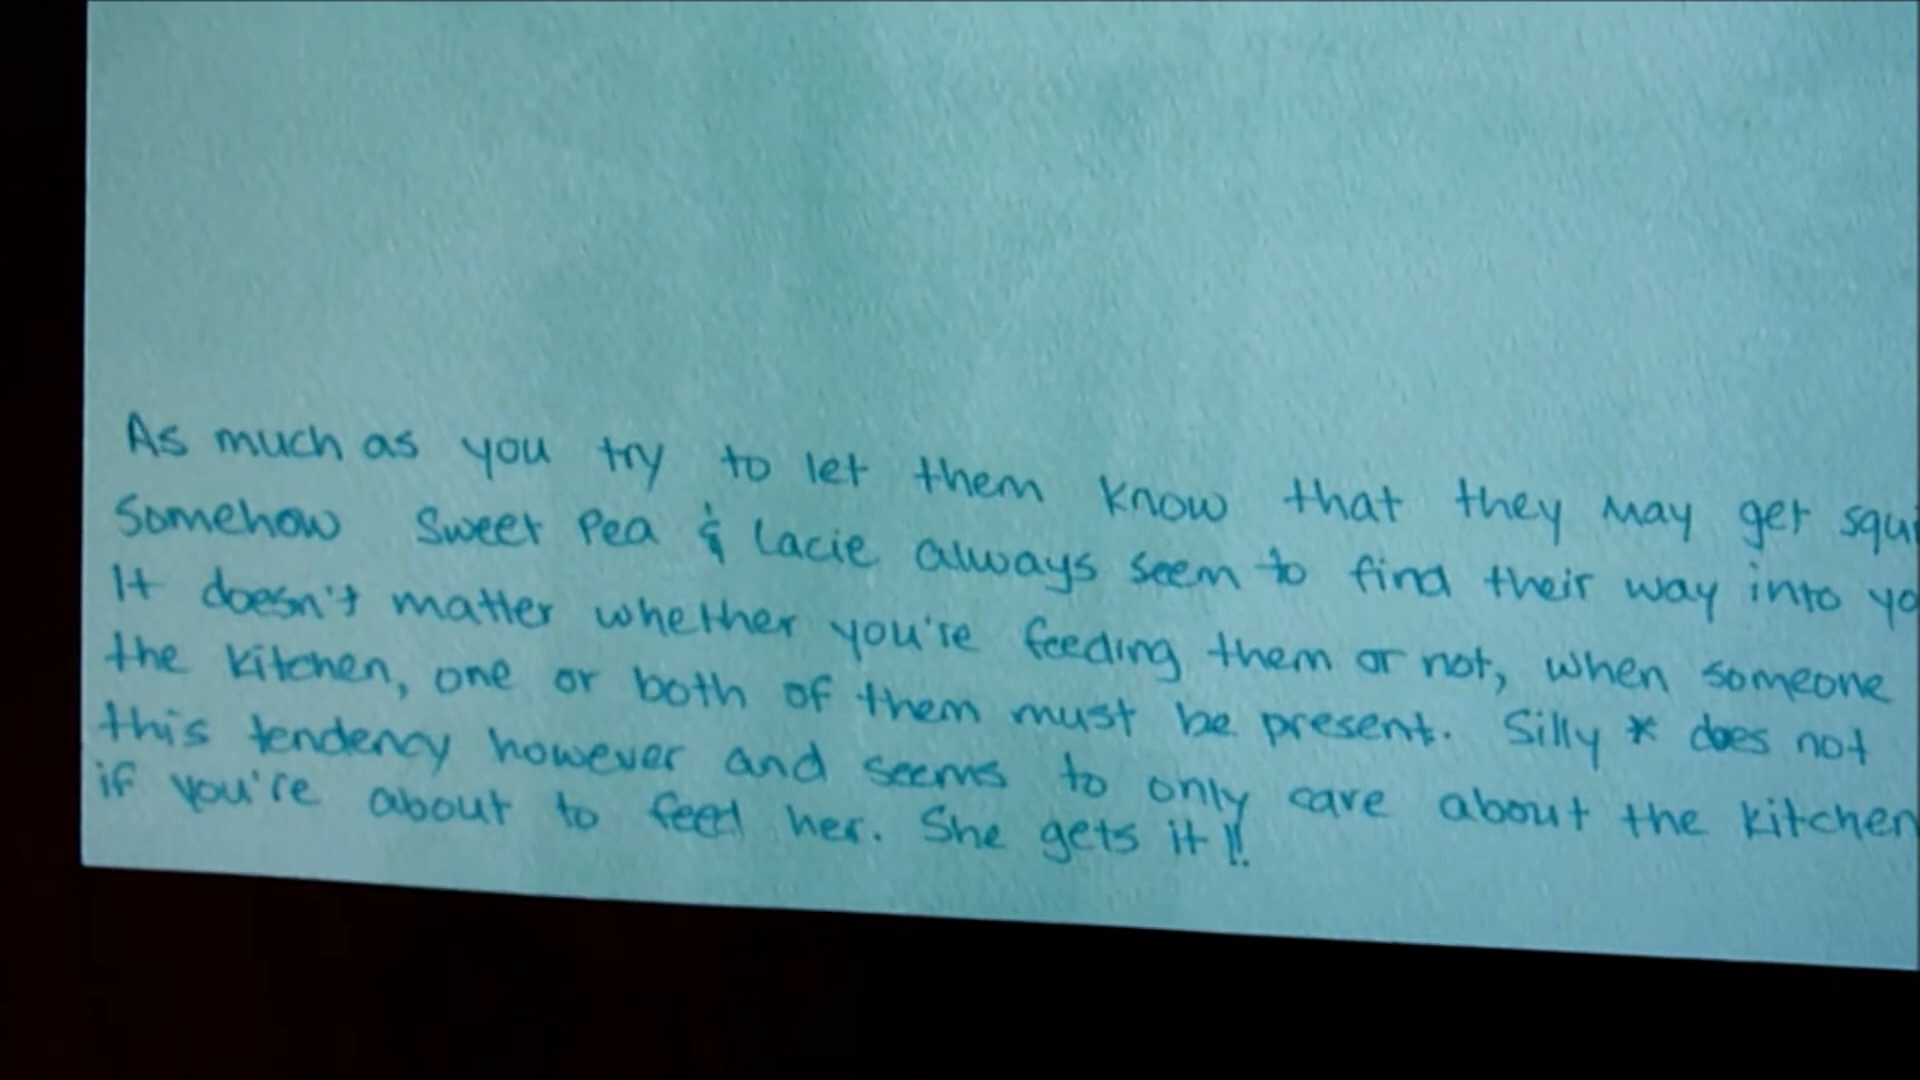 As much as you try to let them know that they may get
Somehow Sweet Pea & Lacie always seem to find their way into
It doesn't matter whether you're feeding them or not, when someone
the kitchen, one or both of them must be present. Silly * does not
this tendency however and seems to only care about the kitchen
if you're about to feed her. She gets it!!